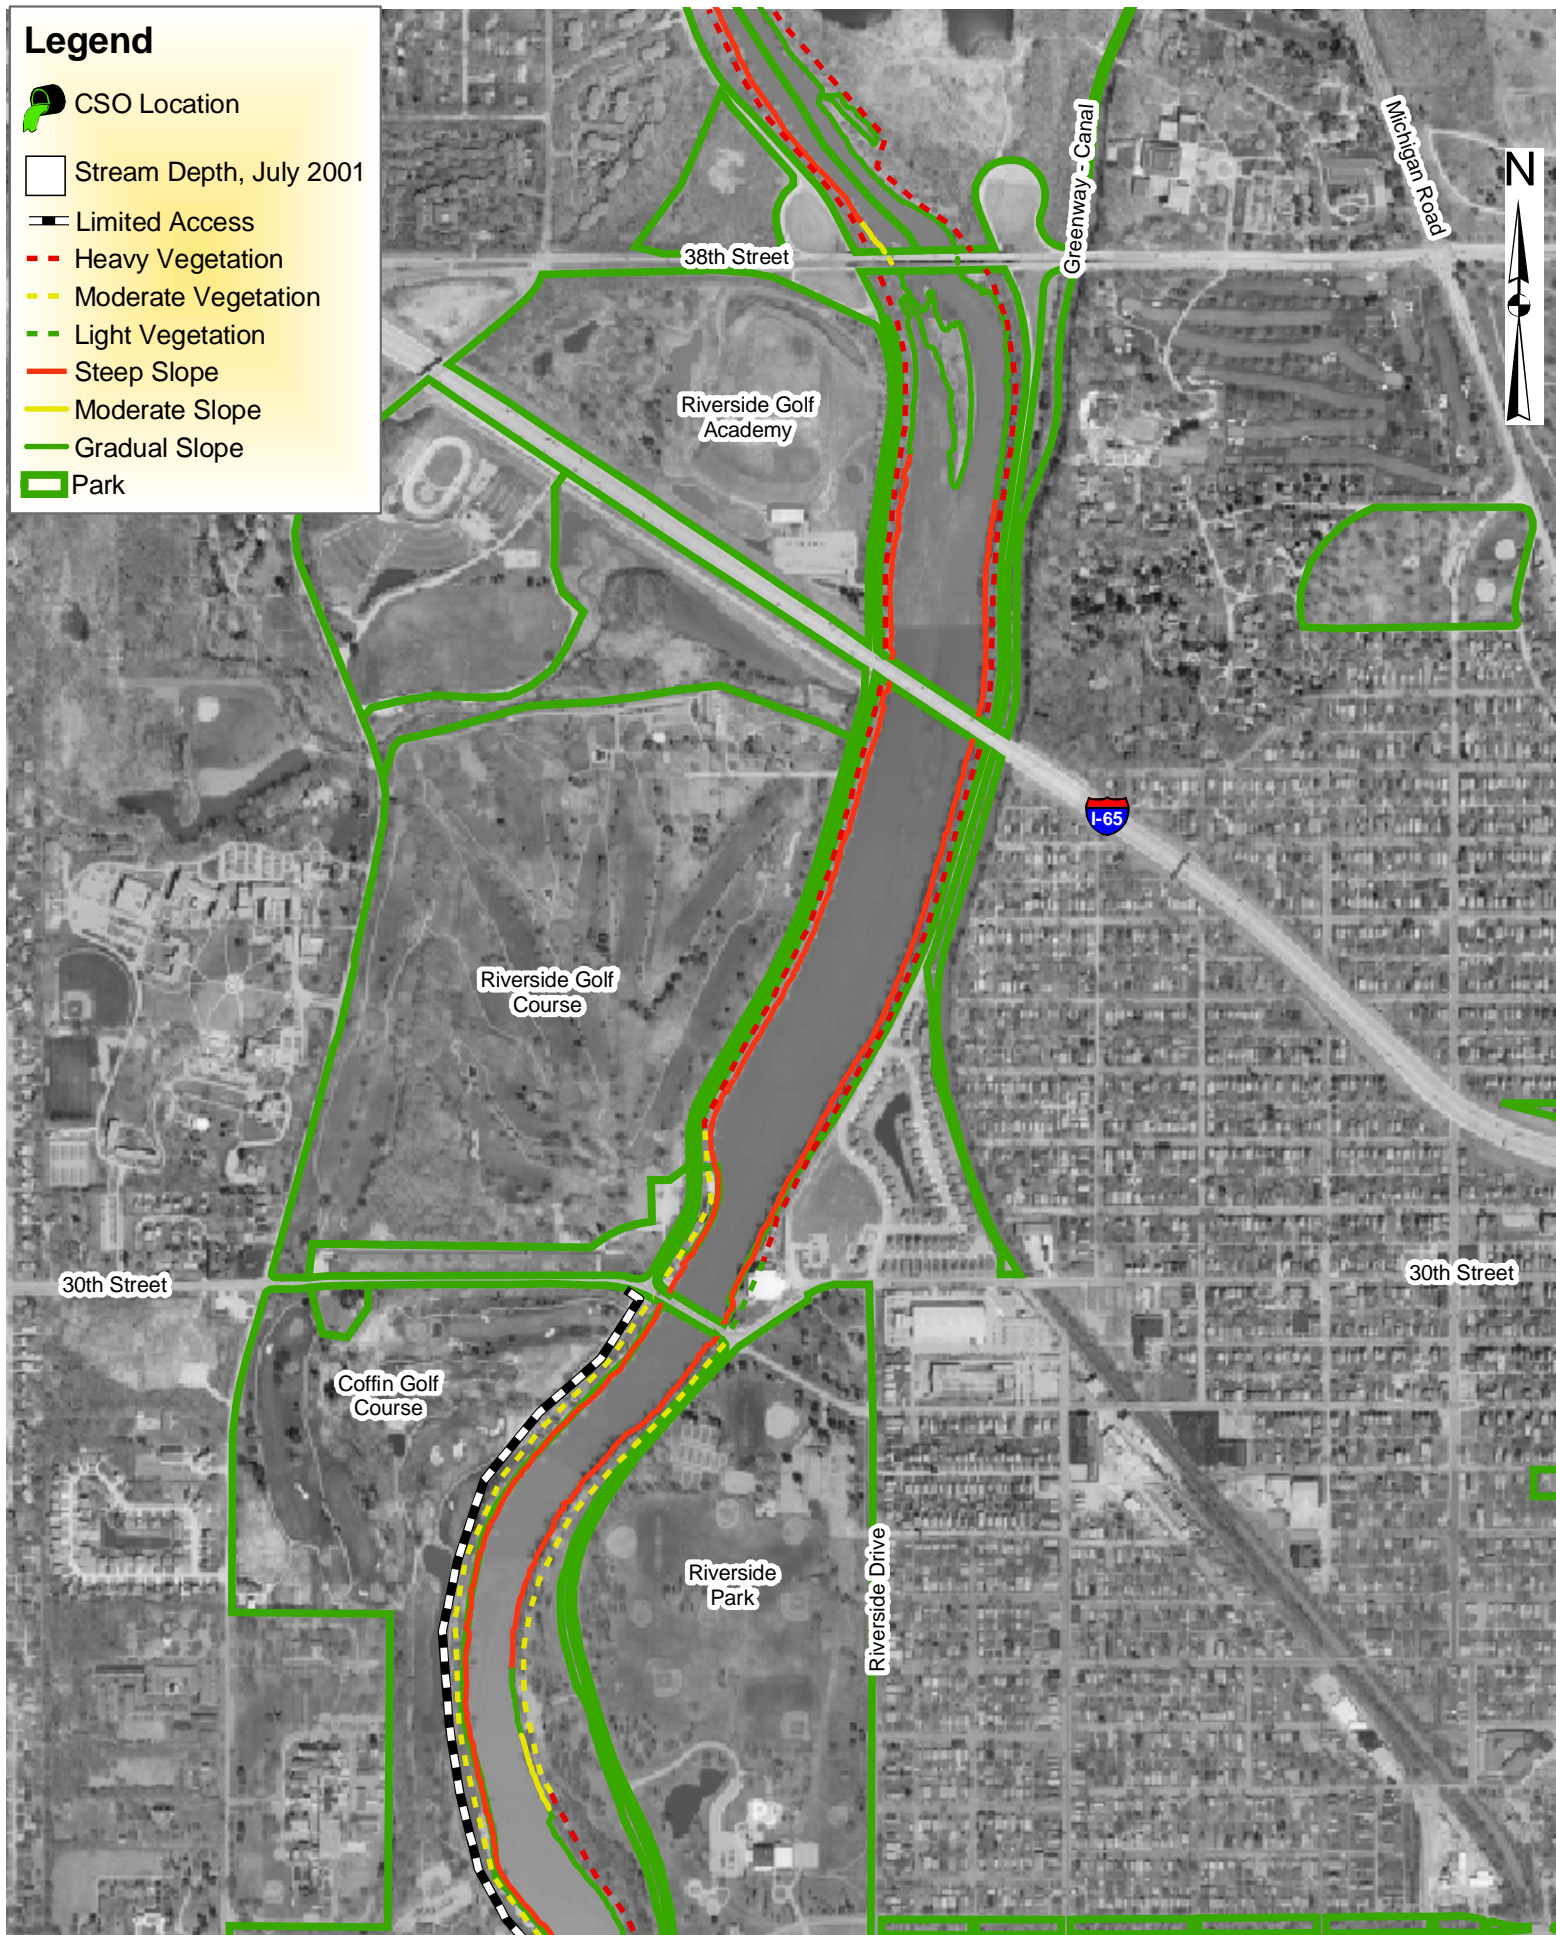 Legend
CSO Location
Stream Depth, July 2001
Limited Access
Heavy Vegetation
Moderate Vegetation
Light Vegetation
Steep Slope
Moderate Slope
Gradual Slope
Park
Greenway - Canal
Michigan Road
N
38th Street
Riverside Golf
Academy
I-65
Riverside Golf
Course
30th Street
30th Street
Coffin Golf
Course
Riverside
Park
Riverside Drive